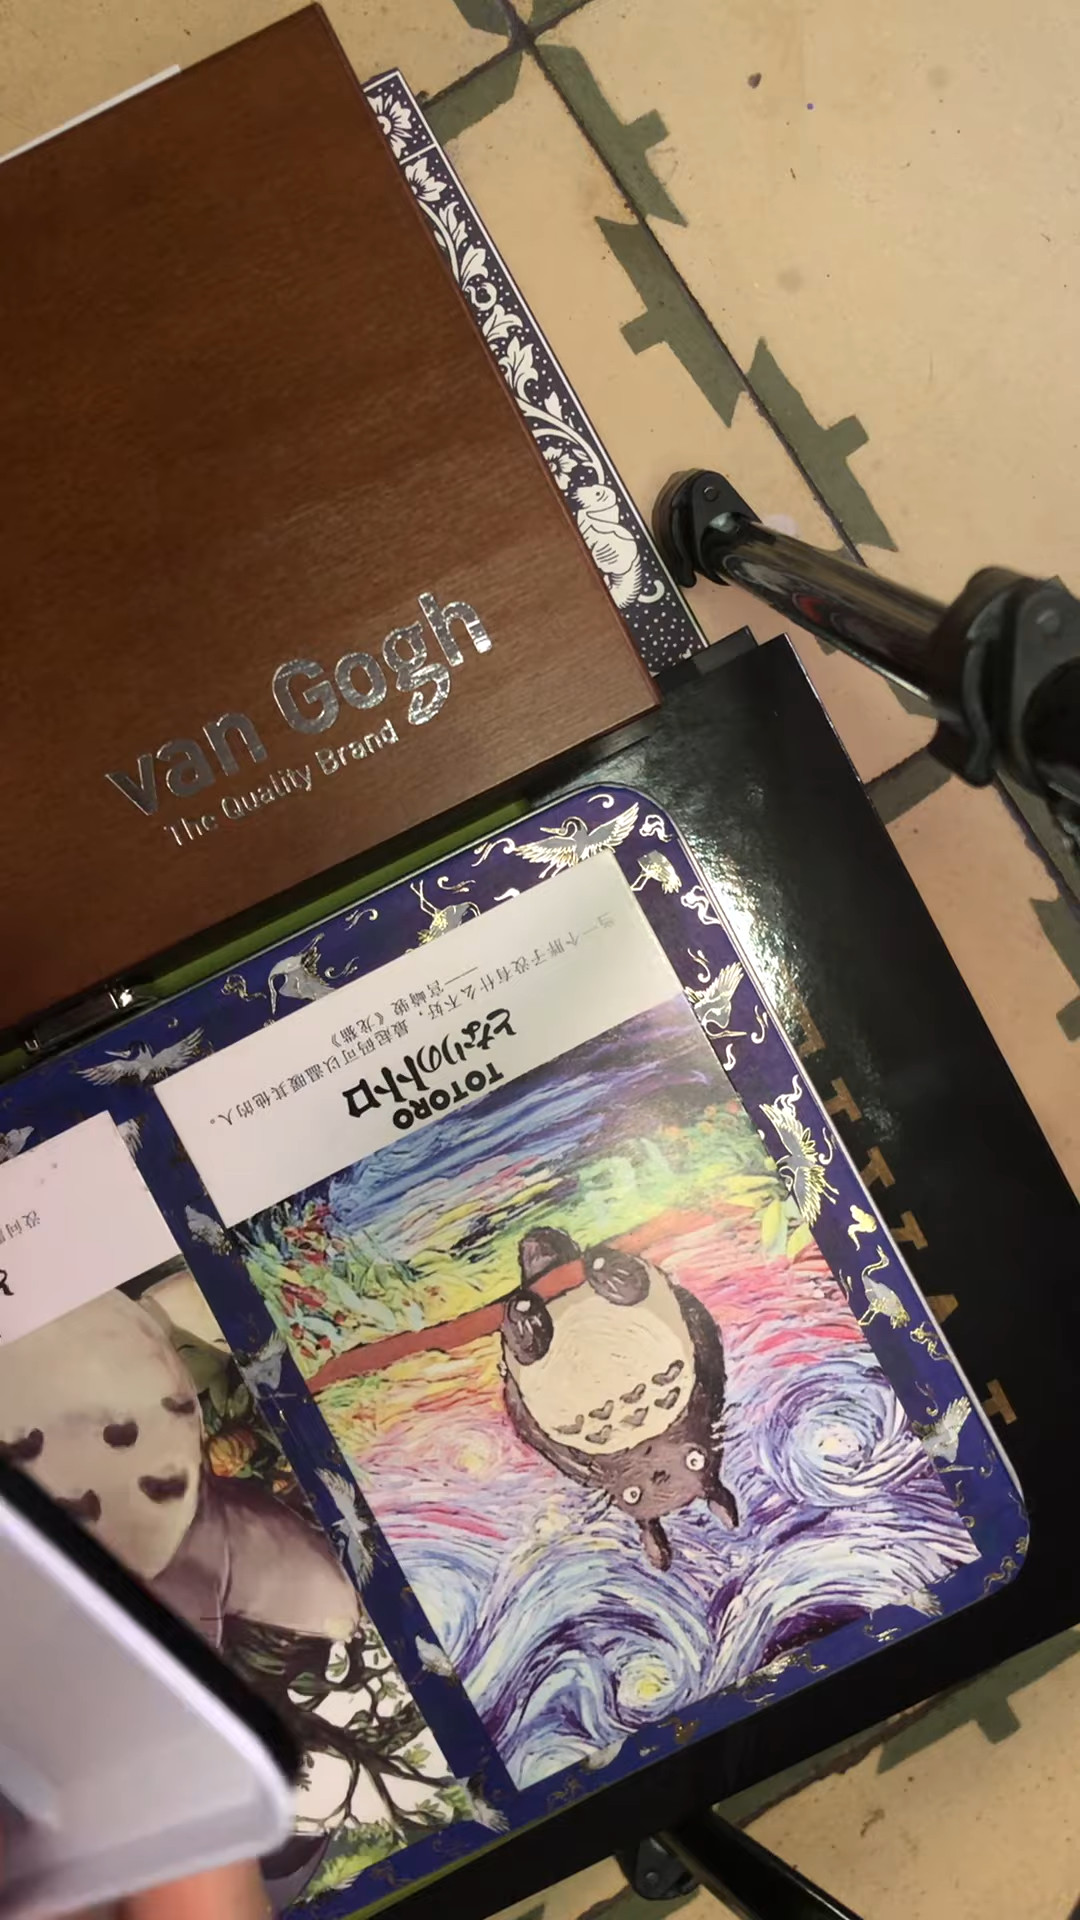 van Gogh
The Quality Brand
当一个胖子没有什么不好，
最起码可以温暖其他的人。
——宫崎骏《龙猫》
となりのトトロ
TOTORO